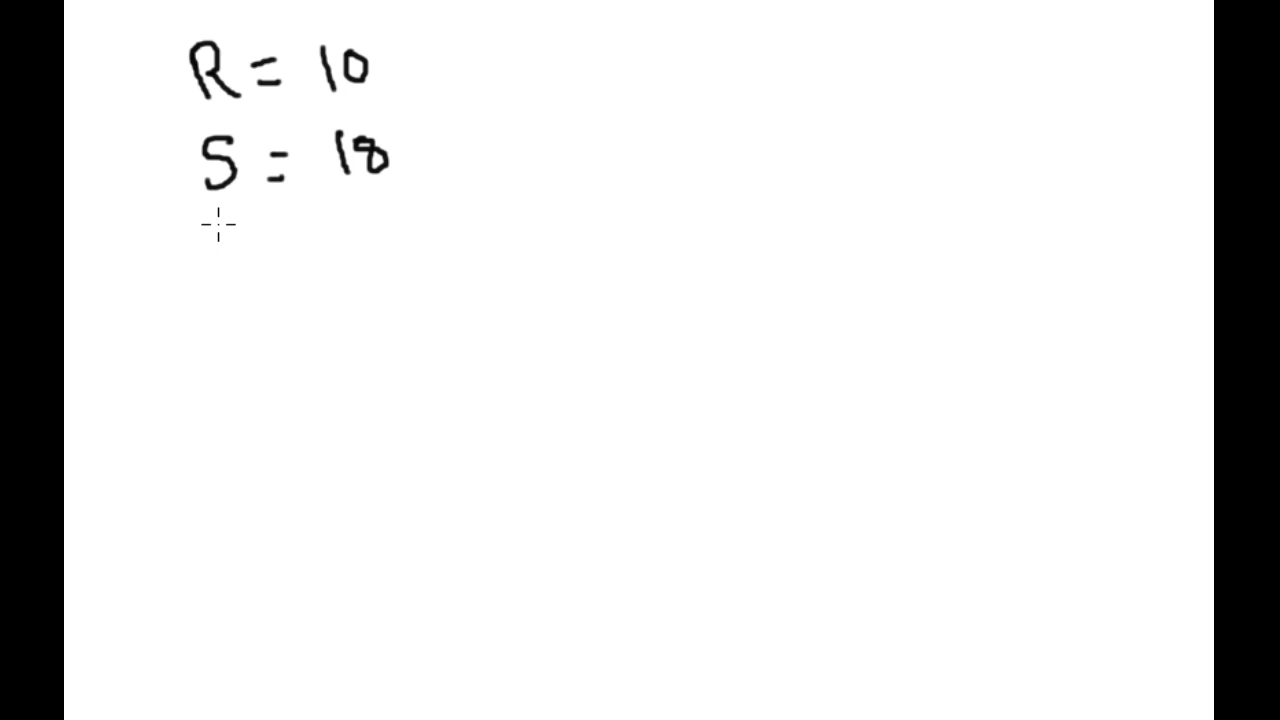 R = 10
S = 18